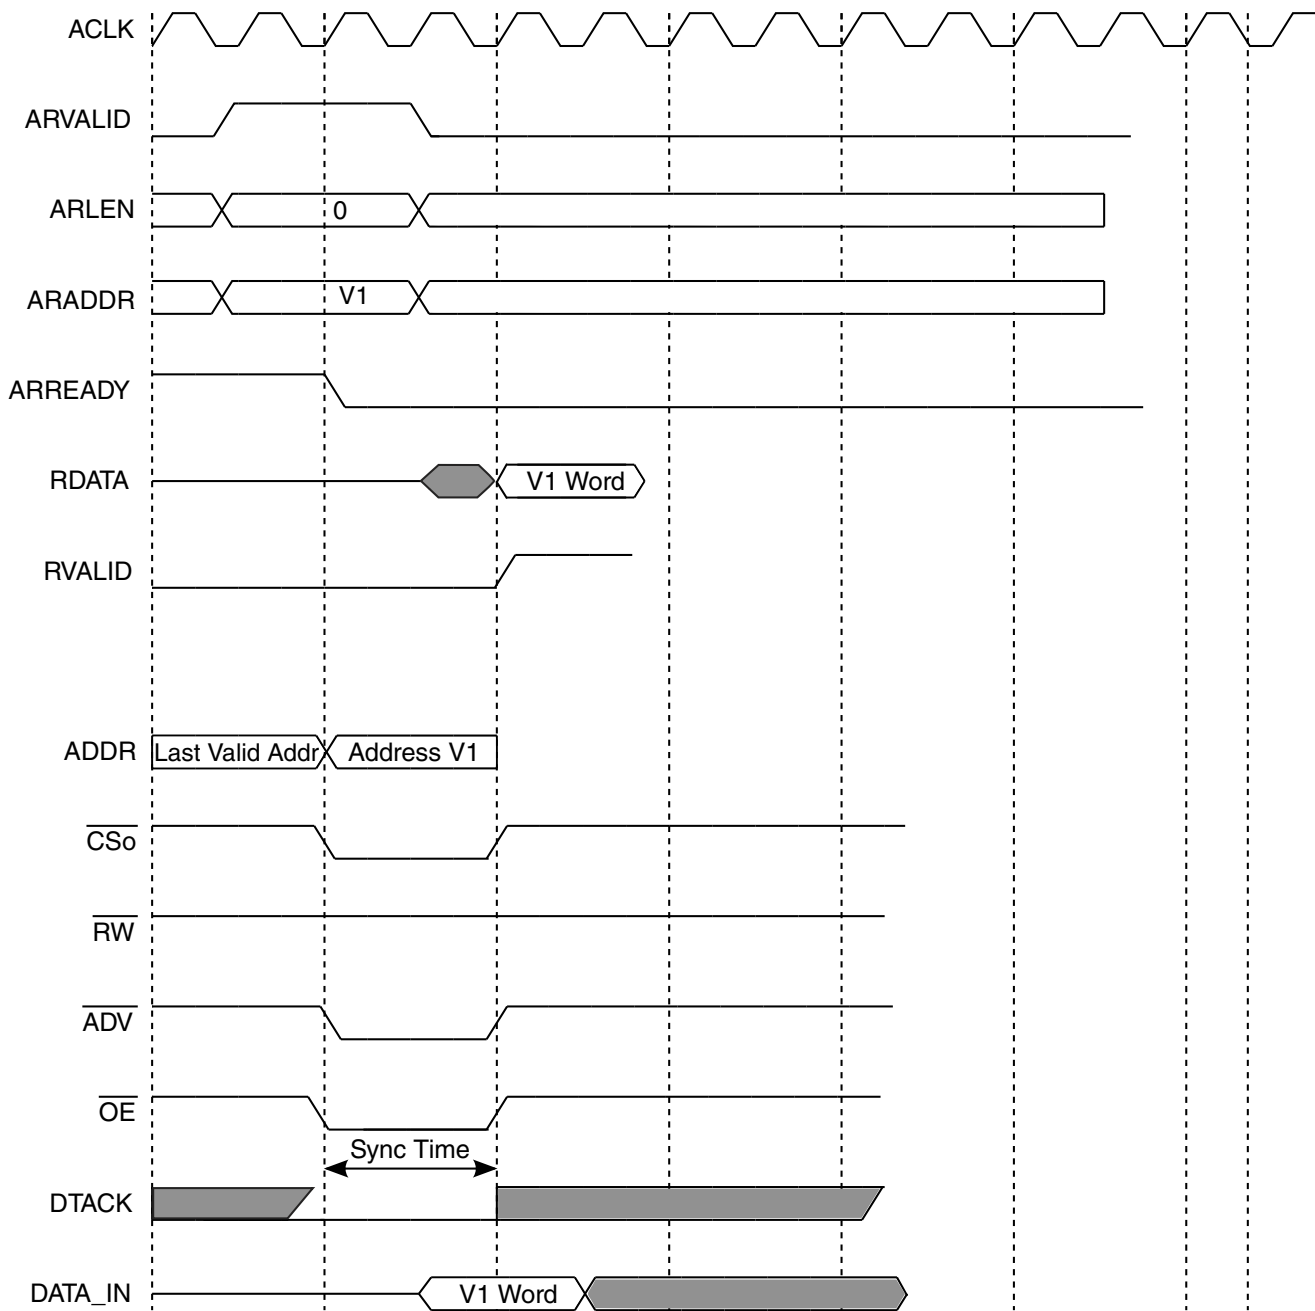 ACLK
ARVALID
ARLEN 0
ARADDR V1
ARREADY
RDATA V1 Word
RVALID
ADDR Last Valid Addr Address V1
CSo
RW
ADV
OE
Sync Time
DTACK
DATA_IN V1 Word